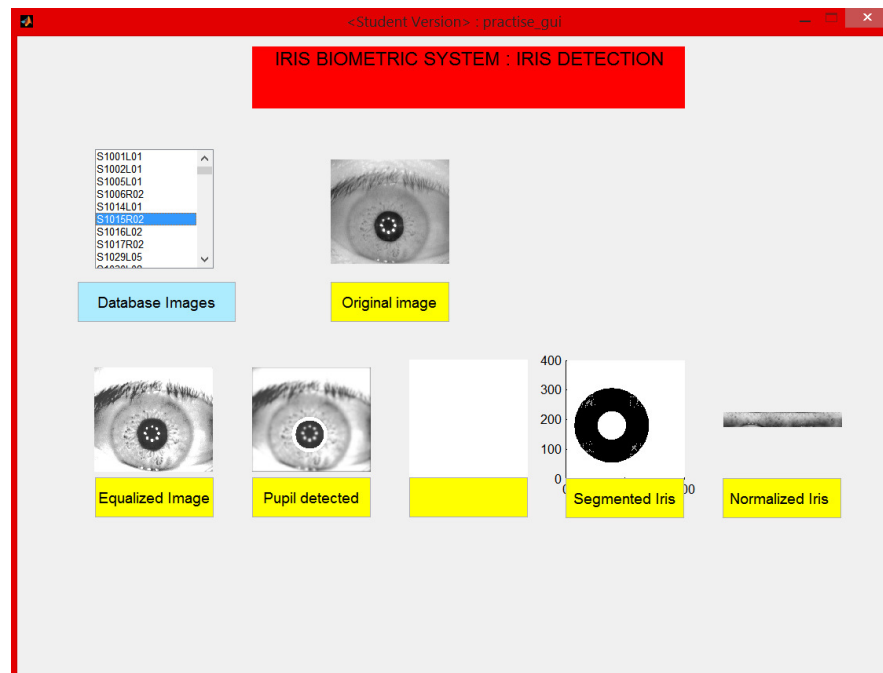 <Student Version> : practise_gui
IRIS BIOMETRIC SYSTEM : IRIS DETECTION
S1001L01
S1002L01
S1005L01
S1006R02
S1014L01
S1015R02
S1016L02
S1017R02
S1029L05
Database Images
Original image
400
300
200
100
0
Equalized Image
Pupil detected
Segmented Iris
Normalized Iris